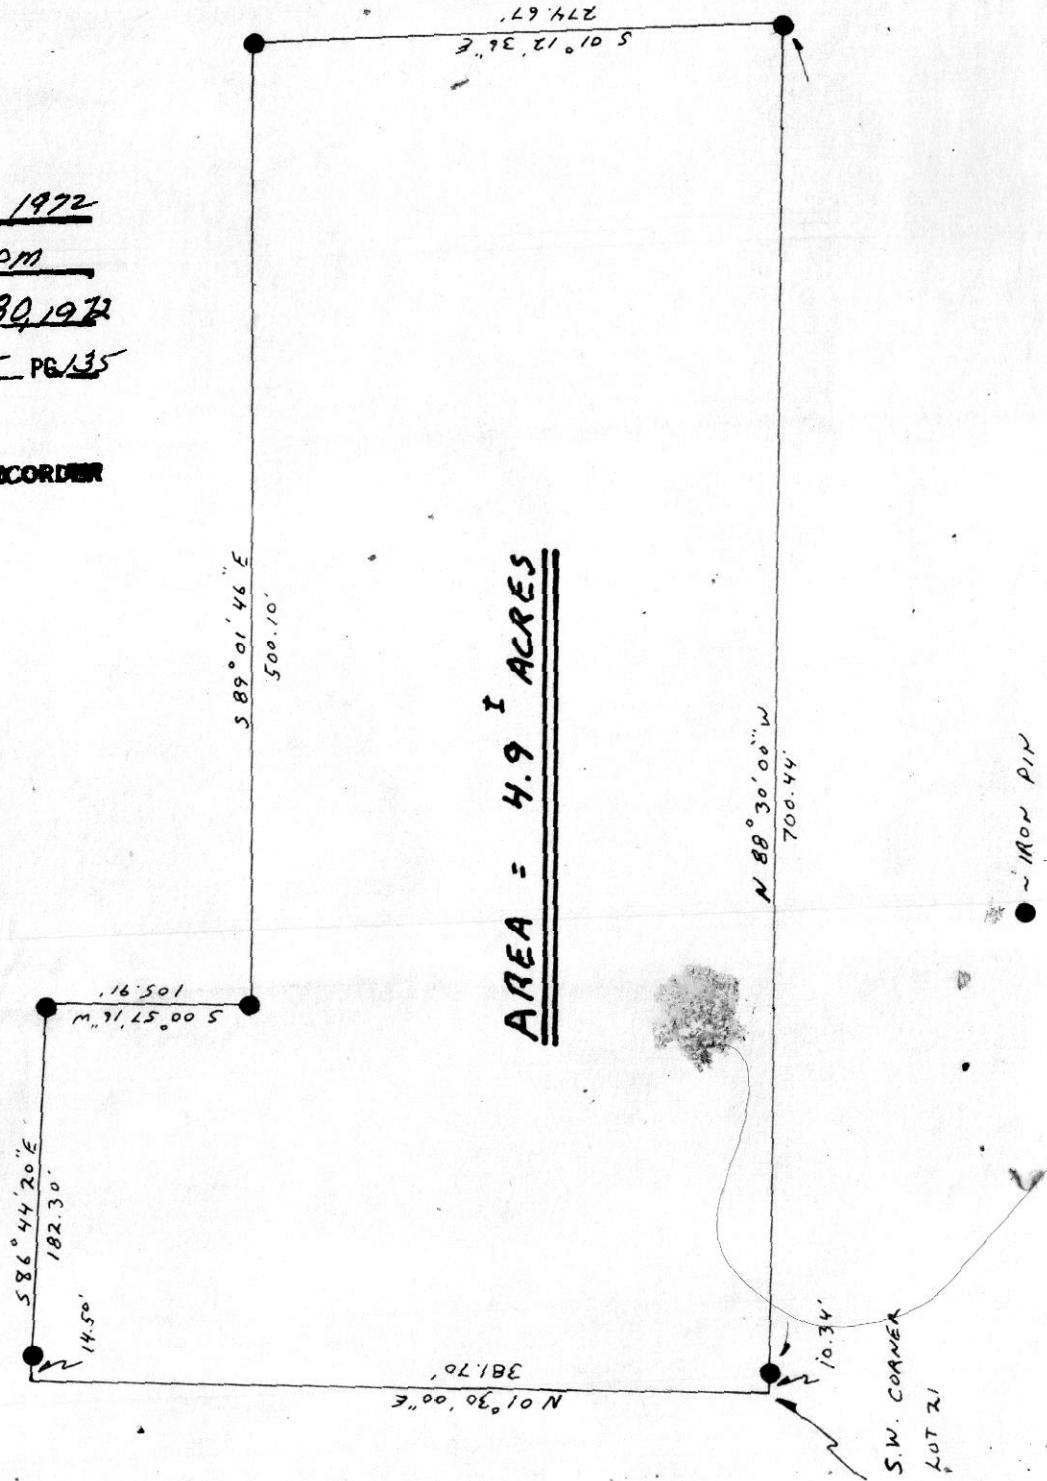 1972
30, 1972
PG 135
S 01° 12' 36" E
274.67'
S 89° 01' 46" E
500.10'
AREA = 4.9 ± ACRES
N 88° 30' 00" W
700.44'
S 00° 57' 16" W
105.91'
S 86° 44' 20" E
182.30'
14.50'
N 01° 30' 00" E
381.70'
10.34'
S.W. CORNER
LOT 21
~ IRON PIN